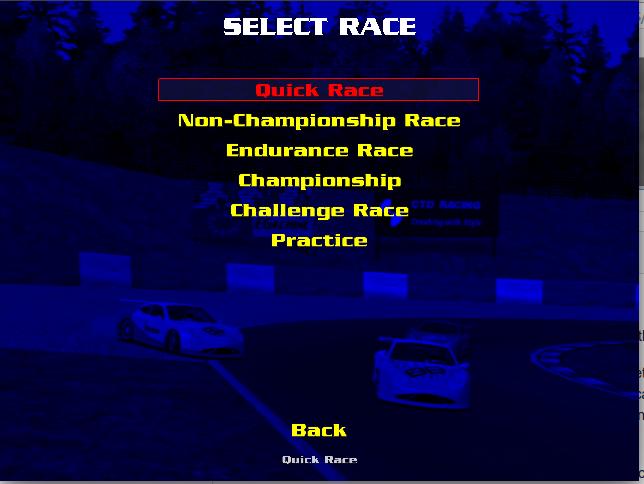 SELECT RACE
Quick Race
Non-Championship Race
Endurance Race
Championship
Challenge Race
Practice
Back
Quick Race